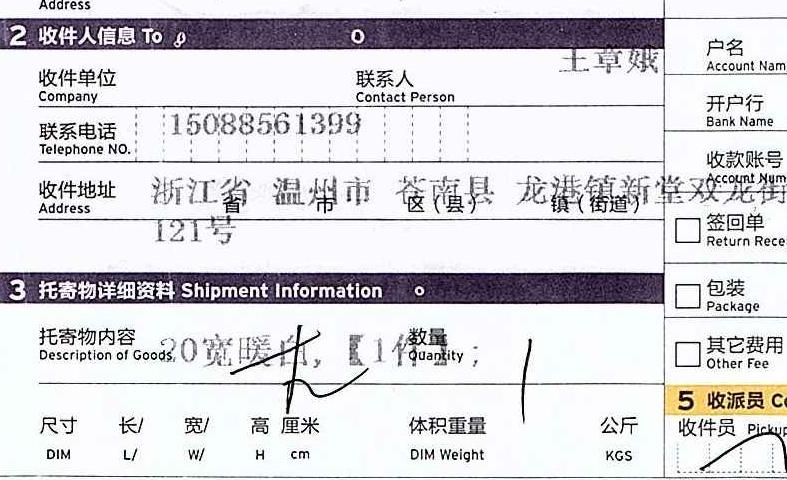 Address
2 收件人信息 To
收件单位 联系人 王章娥 户名
Company Contact Person Account Nam
联系电话 15088561399 开户行
Telephone NO. Bank Name
收件地址 浙江省 温州市 苍南县 龙港镇新堂双龙街 收款账号
Address 省 市 区(县) 镇(街道) Account Num
121号 签回单
Return Rece
3 托寄物详细资料 Shipment Information 包装
Package
托寄物内容 20宽暖白,【1件】; 数量 其它费用
Description of Goods Quantity Other Fee
1
5 收派员 Co
尺寸 长/ 宽/ 高 厘米 体积重量 公斤 收件员 Pickup
DIM L/ W/ H cm DIM Weight KGS